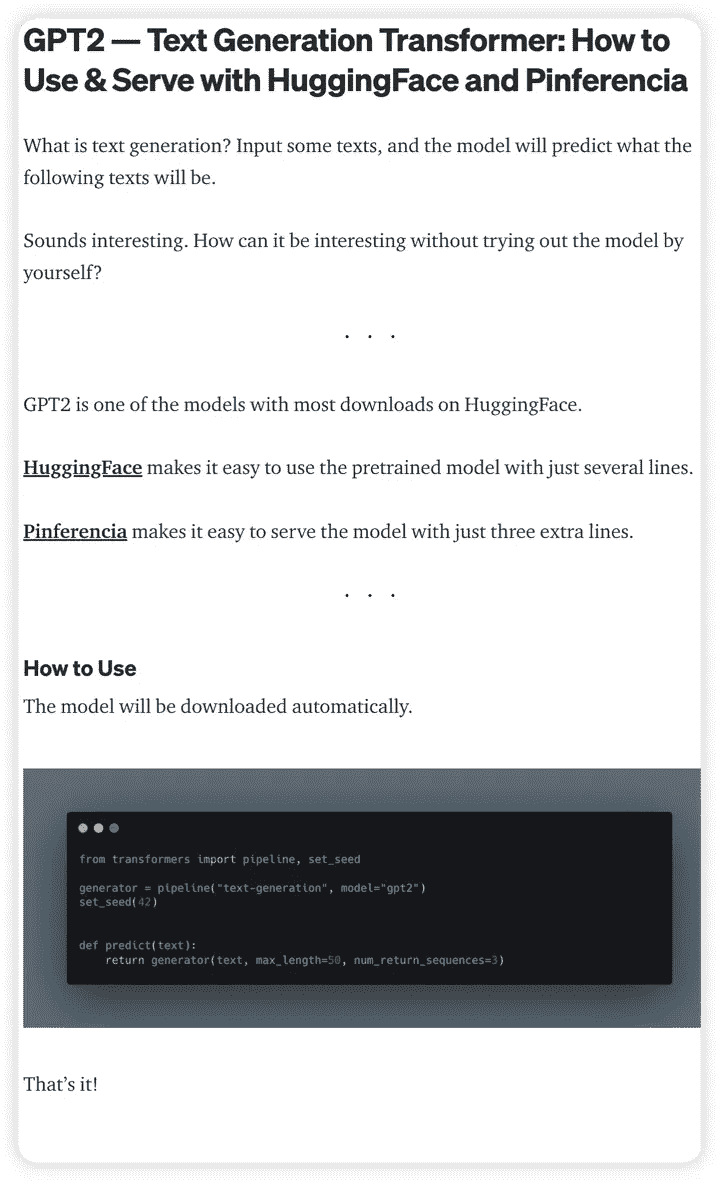 GPT2 — Text Generation Transformer: How to
Use & Serve with HuggingFace and Pinferencia
What is text generation? Input some texts, and the model will predict what the
following texts will be.
Sounds interesting. How can it be interesting without trying out the model by
yourself?
. . .
GPT2 is one of the models with most downloads on HuggingFace.
HuggingFace makes it easy to use the pretrained model with just several lines.
Pinferencia makes it easy to serve the model with just three extra lines.
. . .
How to Use
The model will be downloaded automatically.
from transformers import pipeline, set_seed
generator = pipeline("text-generation", model="gpt2")
set_seed(42)
def predict(text):
    return generator(text, max_length=50, num_return_sequences=3)
That’s it!